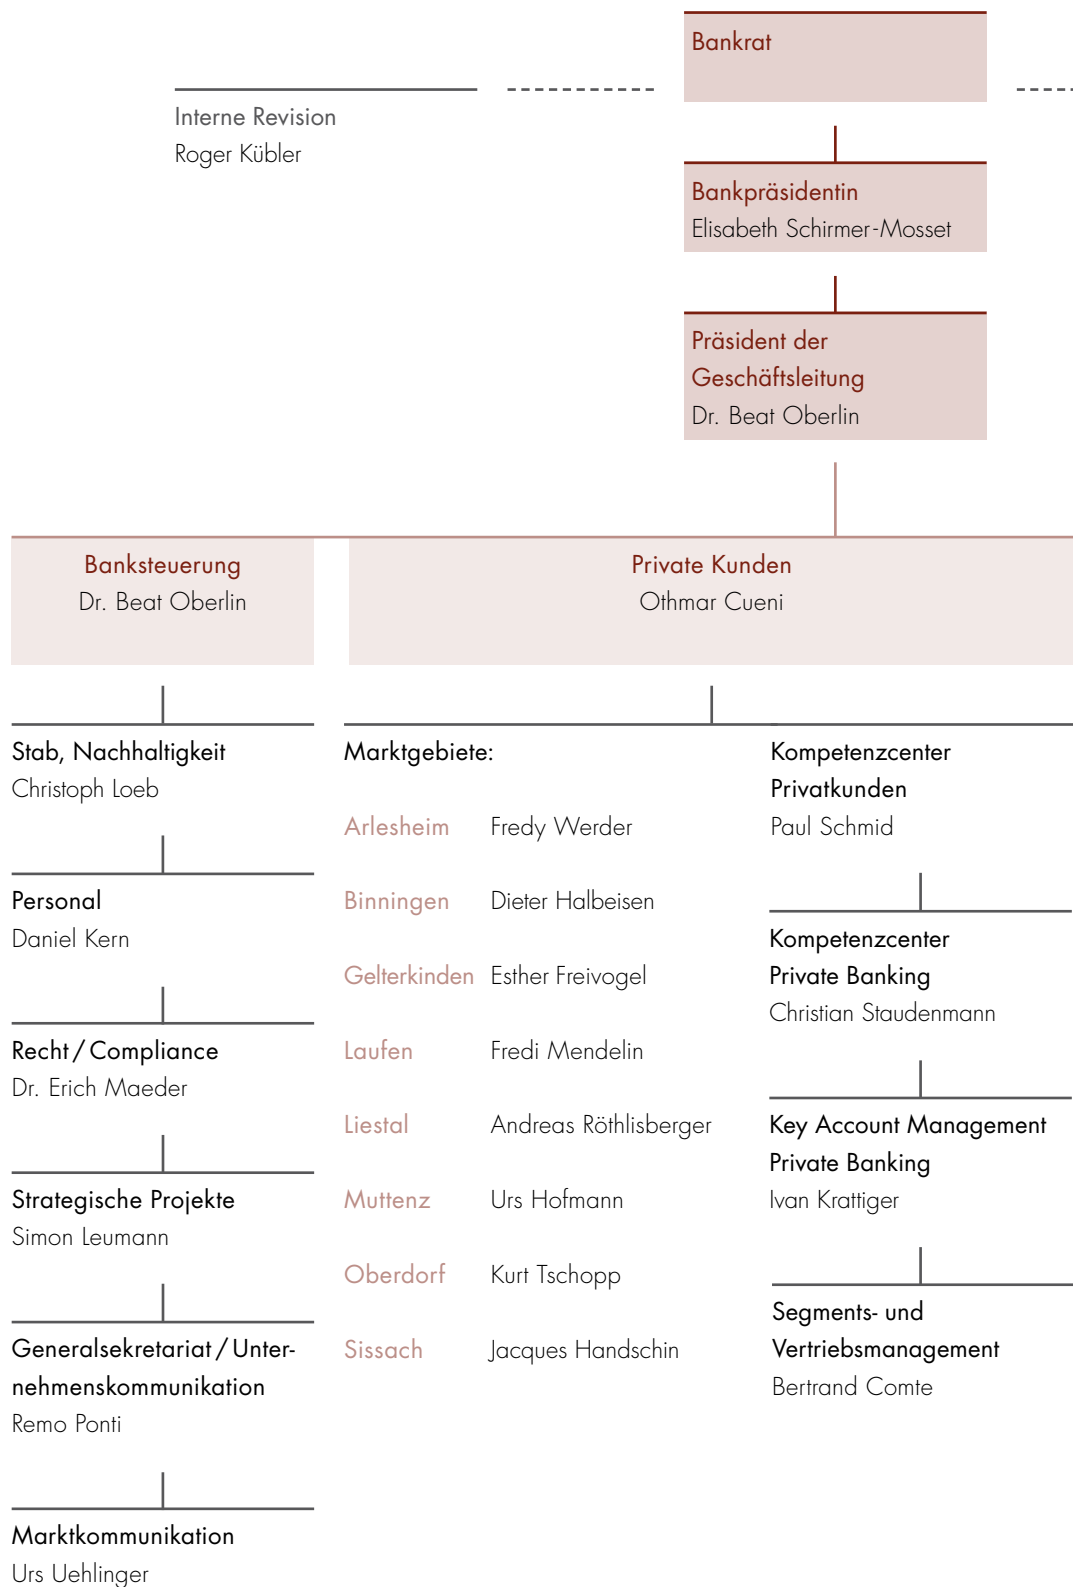 Bankrat
Interne Revision
Roger Kübler
Bankpräsidentin
Elisabeth Schirmer-Mosset
Präsident der
Geschäftsleitung
Dr. Beat Oberlin
Banksteuerung
Dr. Beat Oberlin
Private Kunden
Othmar Cueni
Stab, Nachhaltigkeit
Christoph Loeb
Personal
Daniel Kern
Recht / Compliance
Dr. Erich Maeder
Strategische Projekte
Simon Leumann
Generalsekretariat / Unter-
nehmenskommunikation
Remo Ponti
Marktkommunikation
Urs Uehlinger
Marktgebiete:
Arlesheim Fredy Werder
Binningen Dieter Halbeisen
Gelterkinden Esther Freivogel
Laufen Fredi Mendelin
Liestal Andreas Röthlisberger
Muttenz Urs Hofmann
Oberdorf Kurt Tschopp
Sissach Jacques Handschin
Kompetenzcenter
Privatkunden
Paul Schmid
Kompetenzcenter
Private Banking
Christian Staudenmann
Key Account Management
Private Banking
Ivan Krattiger
Segments- und
Vertriebsmanagement
Bertrand Comte